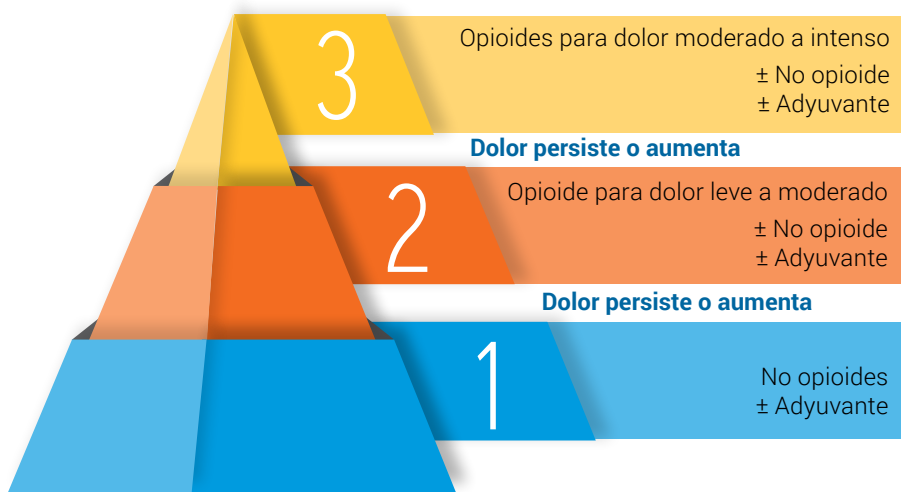 3
Opioides para dolor moderado a intenso
± No opioide
± Adyuvante
Dolor persiste o aumenta
2
Opioide para dolor leve a moderado
± No opioide
± Adyuvante
Dolor persiste o aumenta
1
No opioides
± Adyuvante